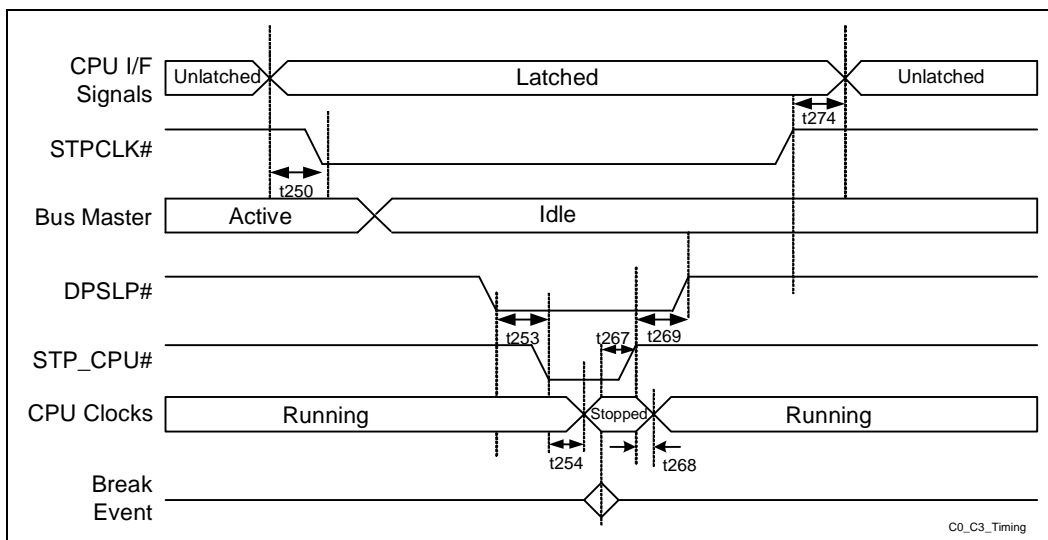 CPU I/F
Signals
Unlatched
Latched
Unlatched
t274
STPCLK#
t250
Bus Master
Active
Idle
DPSLP#
t253
t267
t269
STP_CPU#
CPU Clocks
Running
Stopped
Running
t254
t268
Break
Event
C0_C3_Timing